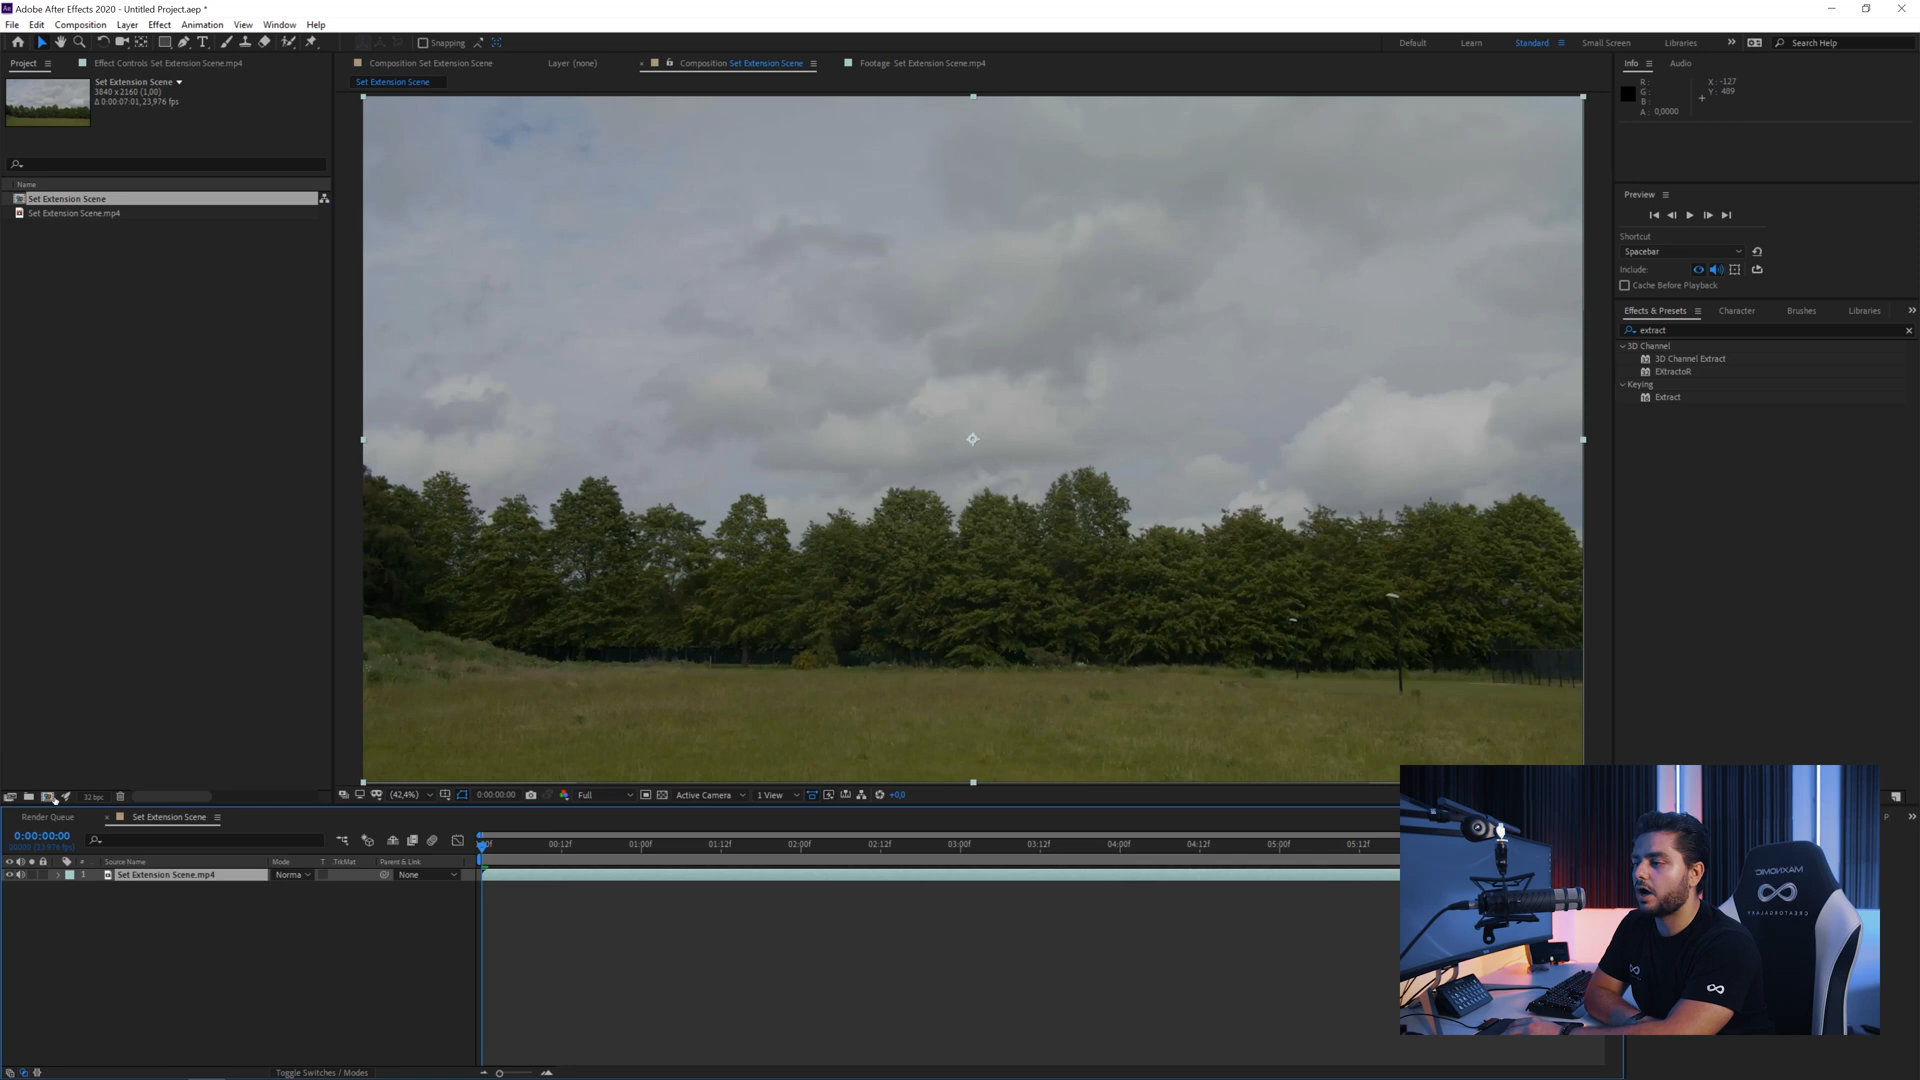 Adobe After Effects 2020 - Untitled Project.aep *
File Edit Composition Layer Effect Animation View Window Help
Snapping
Default Learn Standard Small Screen Libraries
Search Help
Project Effect Controls Set Extension Scene.mp4
Composition Set Extension Scene Layer (none) Composition Set Extension Scene Footage Set Extension Scene.mp4
Set Extension Scene
Set Extension Scene
3840 x 2160 (1,00)
Δ 0:00:07:01, 23,976 fps
Name
Set Extension Scene
Set Extension Scene.mp4
Info Audio
R : X : -127
G : Y : 489
B :
A : 0,0000
Preview
Shortcut
Spacebar
Include:
Cache Before Playback
Effects & Presets Character Brushes Libraries
extract
3D Channel
3D Channel Extract
EXtractoR
Keying
Extract
32 bpc
(42,4%) 0:00:00:00 Full Active Camera 1 View +0,0
Render Queue Set Extension Scene
0:00:00:00
00000 (23,976 fps)
00:12f 01:00f 01:12f 02:00f 02:12f 03:00f 03:12f 04:00f 04:12f 05:00f 05:12f
# Source Name Mode T .TrkMat Parent & Link
1 Set Extension Scene.mp4 Norma None
Toggle Switches / Modes